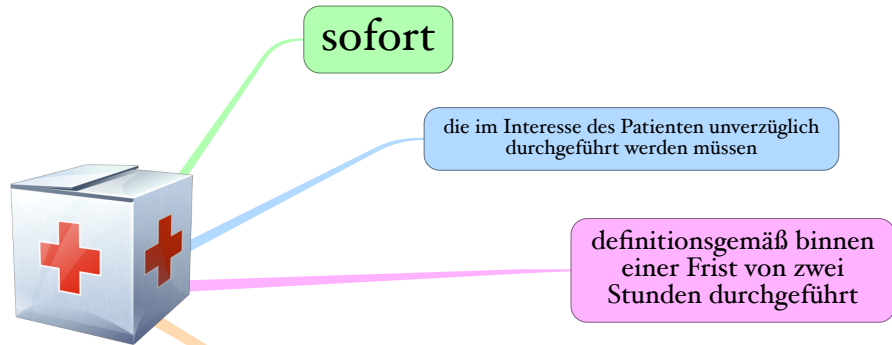 sofort
die im Interesse des Patienten unverzüglich
durchgeführt werden müssen
definitionsgemäß binnen
einer Frist von zwei
Stunden durchgeführt